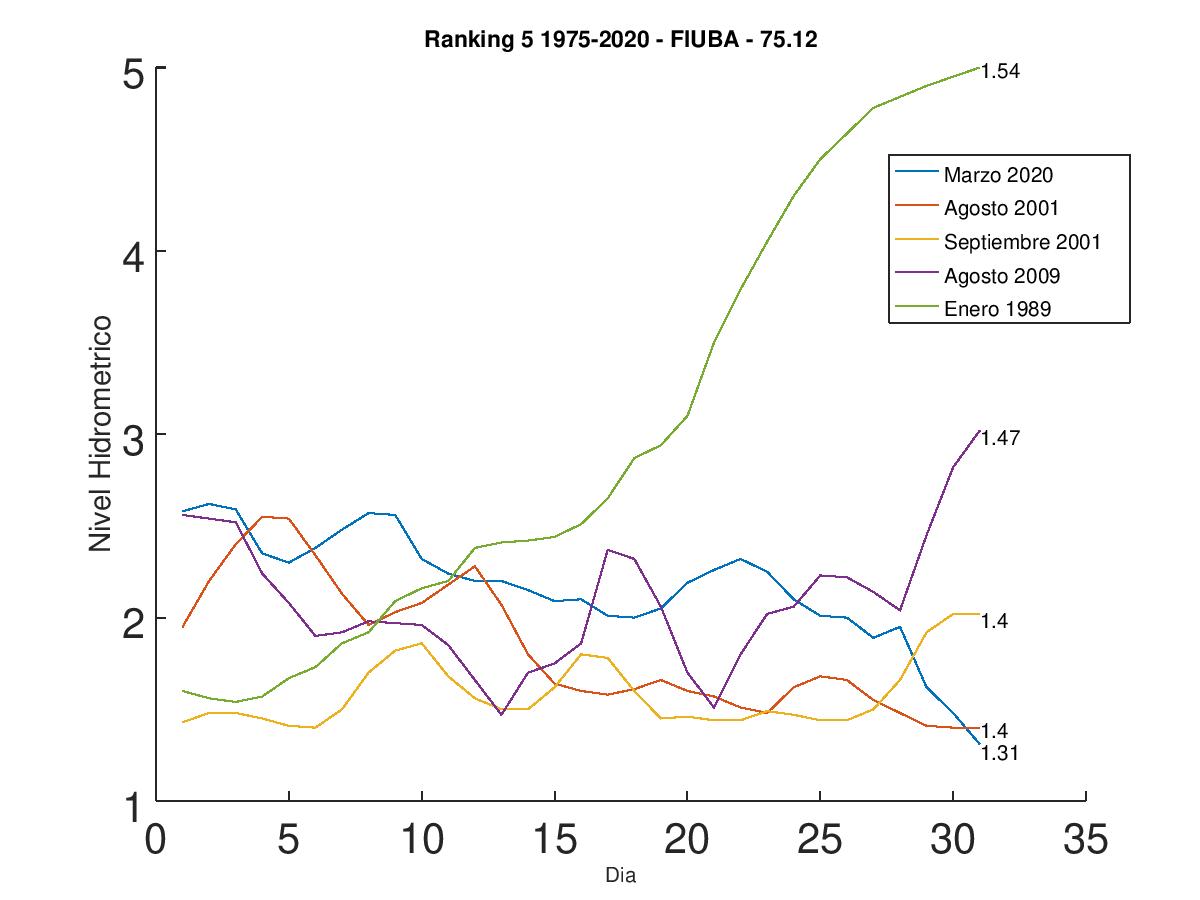 Ranking 5 1975-2020 - FIUBA - 75.12
5
4
3
2
1
Nivel Hidrometrico
1.54
1.47
1.4
1.4
1.31
Marzo 2020
Agosto 2001
Septiembre 2001
Agosto 2009
Enero 1989
0 5 10 15 20 25 30 35
Dia